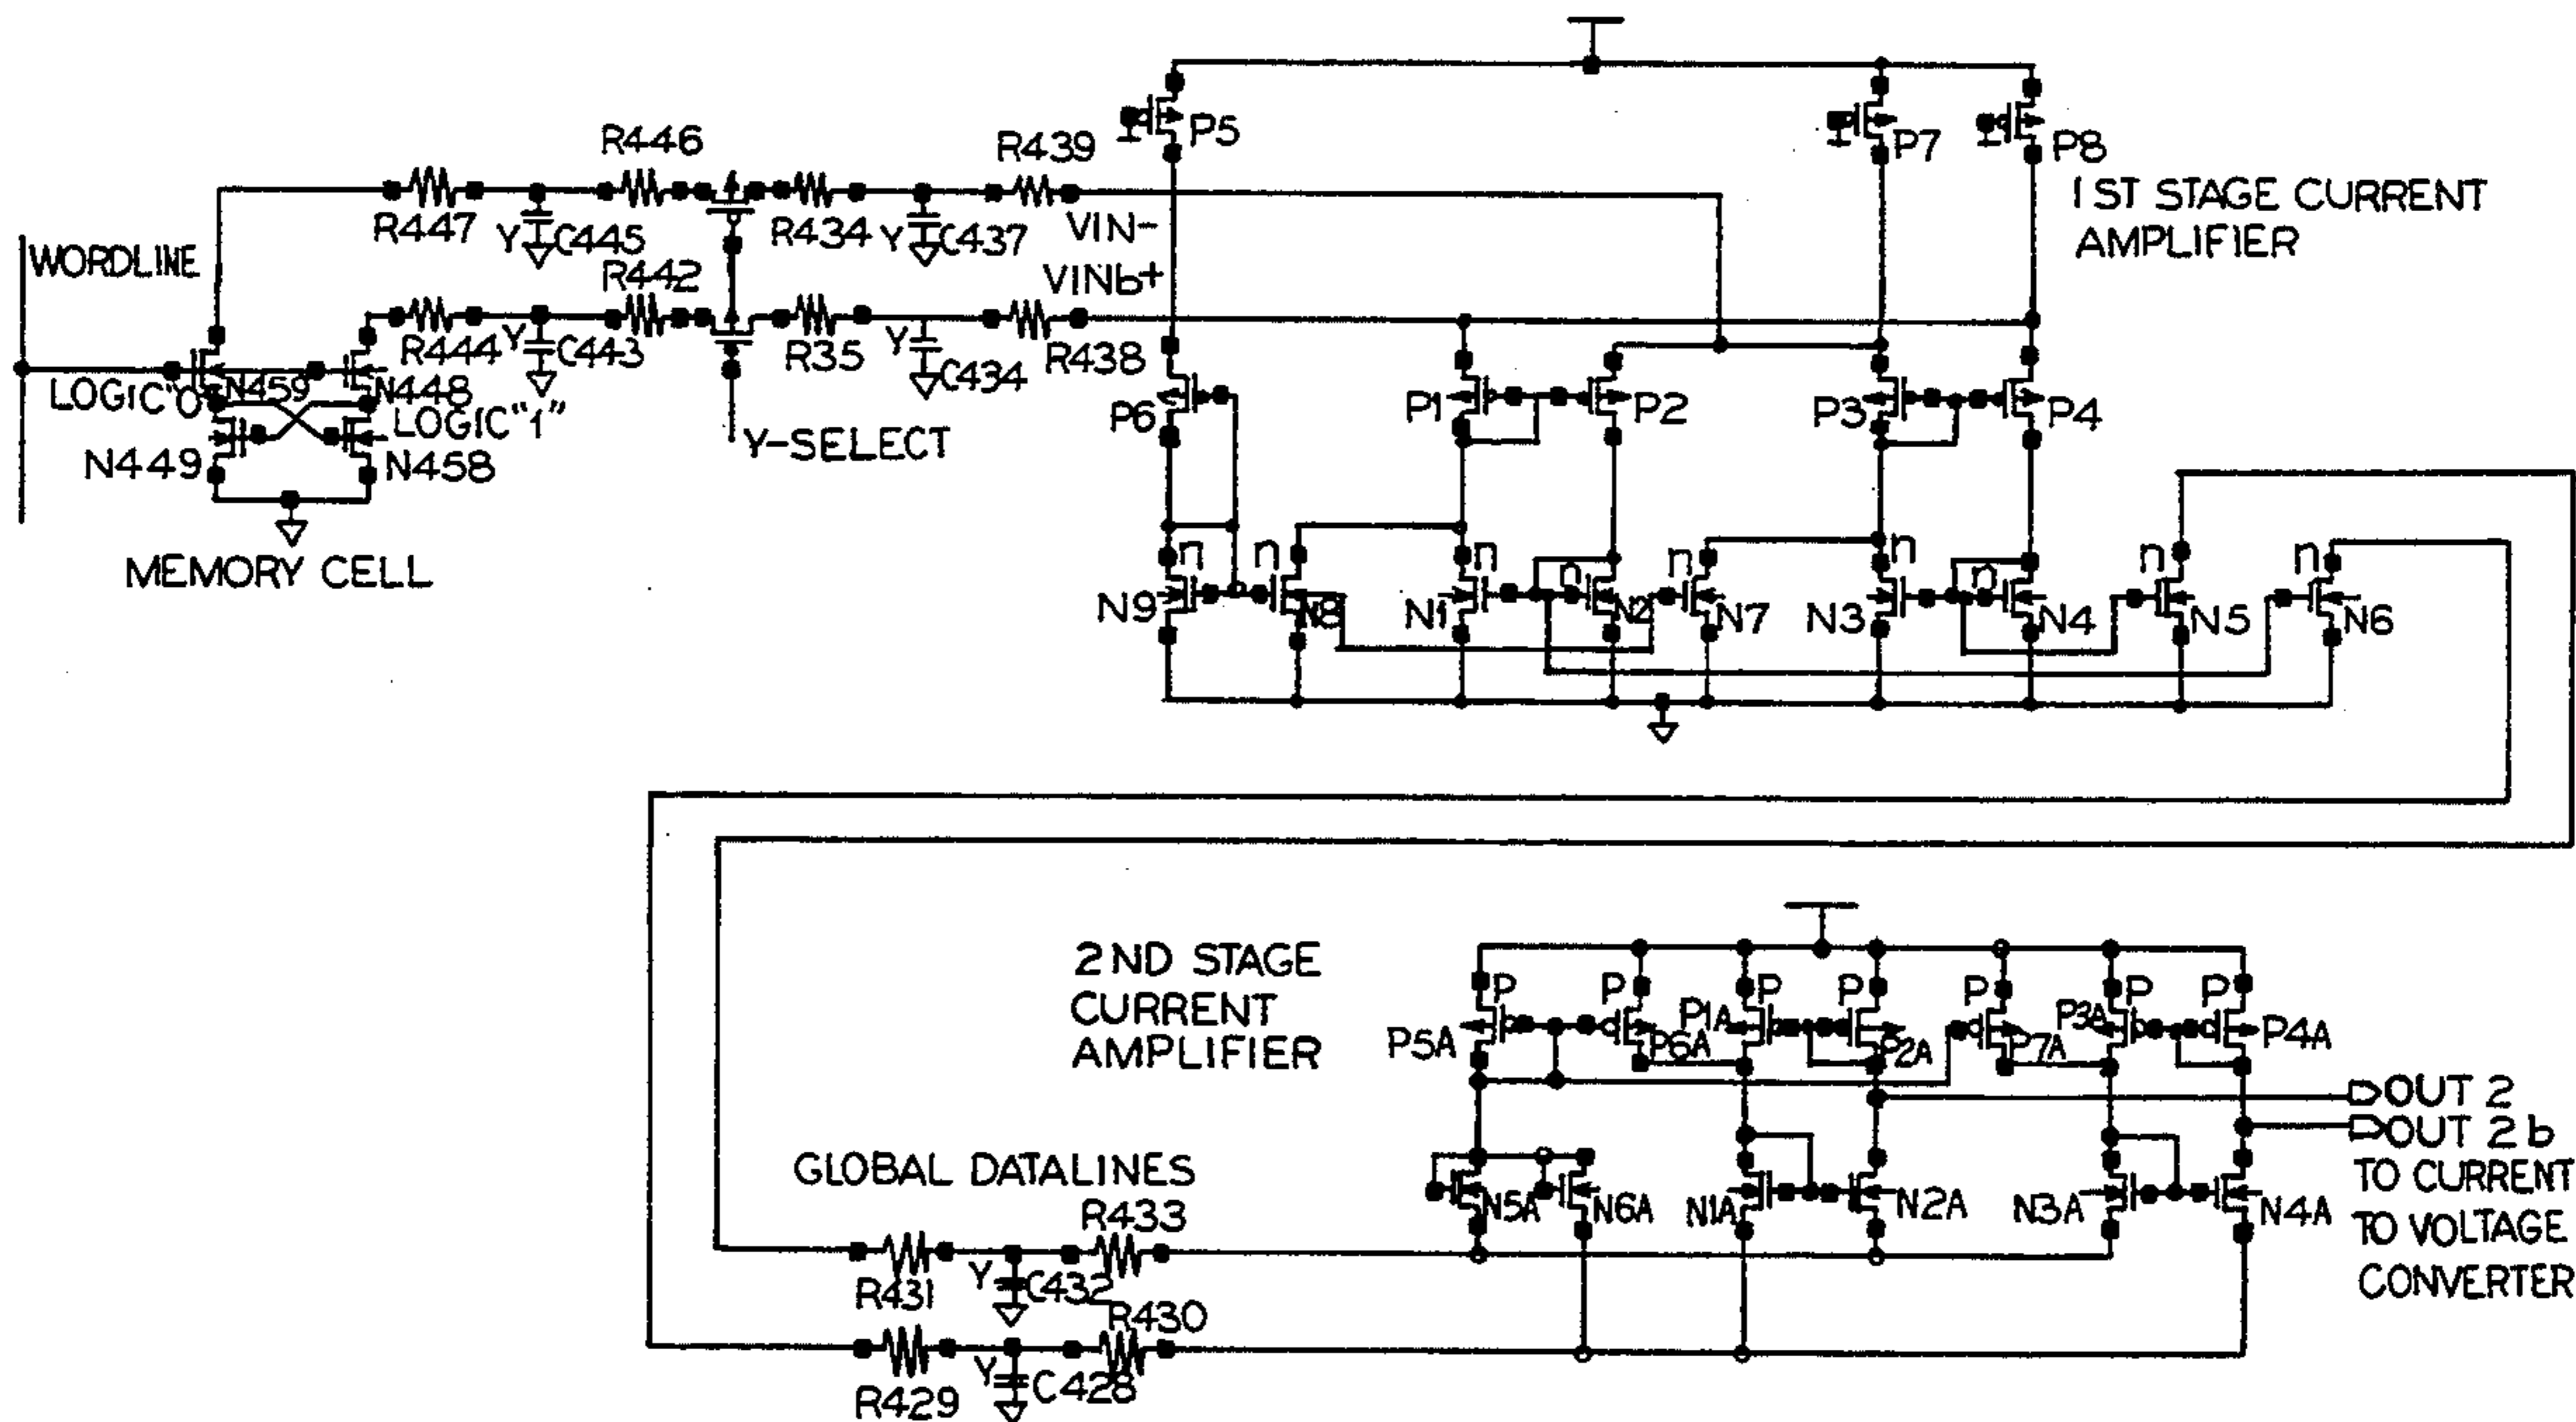 P5
P7
P8
R446
R439
1 ST STAGE CURRENT
AMPLIFIER
R447
Y
C445
R434
Y
C437
VIN-
WORDLINE
R442
VINb+
R444
Y
C443
R35
Y
C434
R438
LOGIC "0"
N459
N448
LOGIC "1"
P6
P1
P2
P3
P4
N449
N458
Y-SELECT
MEMORY CELL
n
n
n
n
n
n
n
n
n
N9
N8
N1
N2
N7
N3
N4
N5
N6
2 ND STAGE
CURRENT
AMPLIFIER
P
P
P
P
P
P
P
P5A
P6A
P1A
P2A
P7A
P3A
P4A
OUT 2
OUT 2 b
TO CURRENT
TO VOLTAGE
CONVERTER
GLOBAL DATALINES
N5A
N6A
N1A
N2A
N3A
N4A
R433
R431
Y
C432
R430
R429
Y
C428